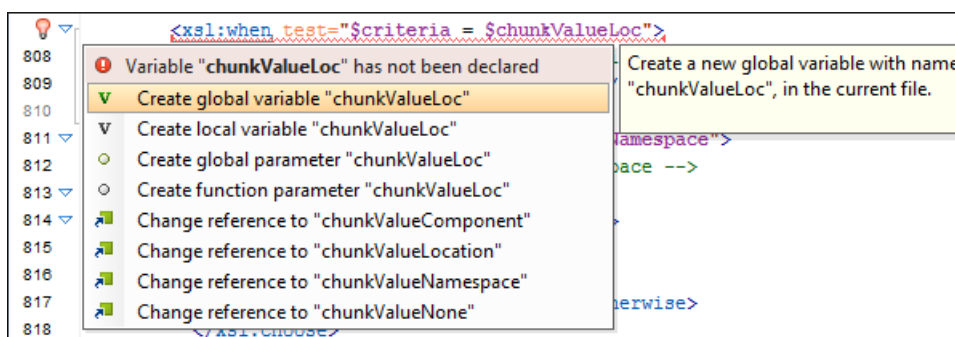 <xsl:when test="$criteria = $chunkValueLoc">
808
Variable "chunkValueLoc" has not been declared
Create a new global variable with name
809
Create global variable "chunkValueLoc"
"chunkValueLoc", in the current file.
810
Create local variable "chunkValueLoc"
811
amespace">
812
Create global parameter "chunkValueLoc"
ace -->
813
Create function parameter "chunkValueLoc"
814
Change reference to "chunkValueComponent"
>
815
Change reference to "chunkValueLocation"
816
Change reference to "chunkValueNamespace"
817
Change reference to "chunkValueNone"
erwise>
818
</xsl:choose>